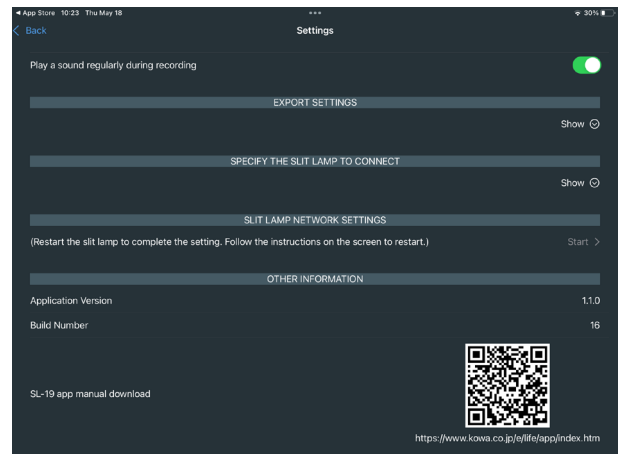 App Store 10:23 Thu May 18 30%
Back Settings
Play a sound regularly during recording
EXPORT SETTINGS
Show
SPECIFY THE SLIT LAMP TO CONNECT
Show
SLIT LAMP NETWORK SETTINGS
(Restart the slit lamp to complete the setting. Follow the instructions on the screen to restart.) Start
OTHER INFORMATION
Application Version 1.1.0
Build Number 16
SL-19 app manual download
https://www.kowa.co.jp/e/life/app/index.htm